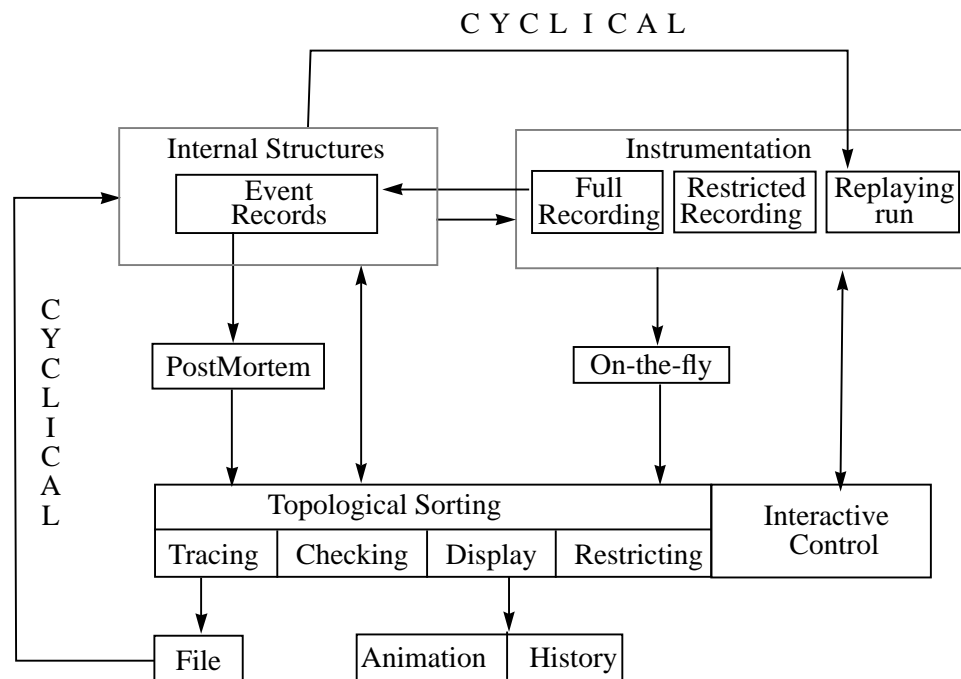 C Y C L I C A L
Internal Structures
Event
Records
Instrumentation
Full
Recording
Restricted
Recording
Replaying
run
C
Y
C
L
I
C
A
L
PostMortem
On-the-fly
Topological Sorting
Tracing
Checking
Display
Restricting
Interactive
Control
File
Animation
History